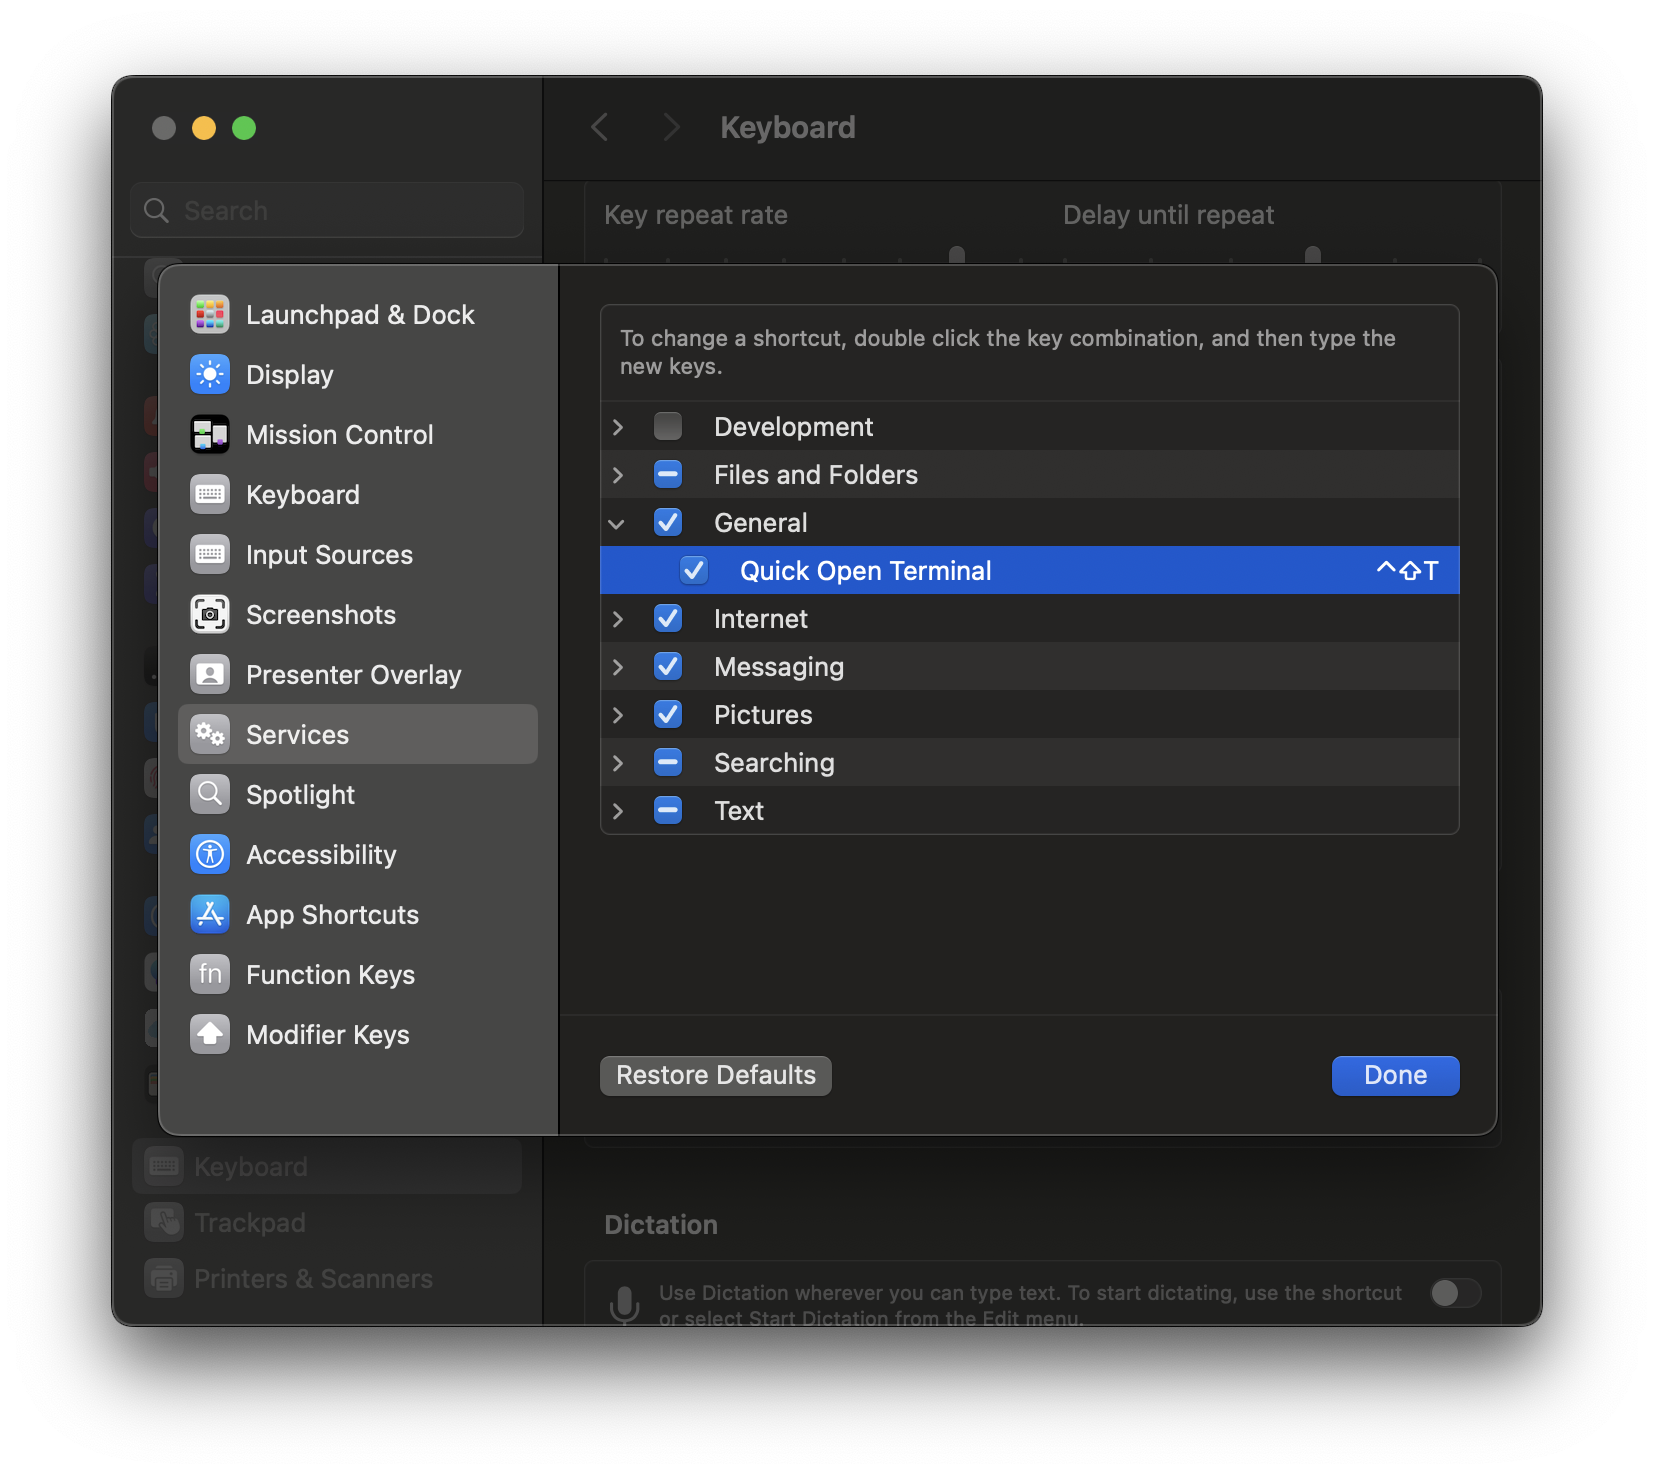 Keyboard
Search
Key repeat rate
Delay until repeat
Launchpad & Dock
Display
Mission Control
Keyboard
Input Sources
Screenshots
Presenter Overlay
Services
Spotlight
Accessibility
App Shortcuts
fn Function Keys
Modifier Keys
To change a shortcut, double click the key combination, and then type the
new keys.
Development
Files and Folders
General
Quick Open Terminal ^⇧T
Internet
Messaging
Pictures
Searching
Text
Restore Defaults
Done
Keyboard
Trackpad
Printers & Scanners
Dictation
Use Dictation wherever you can type text. To start dictating, use the shortcut
or select Start Dictation from the Edit menu.